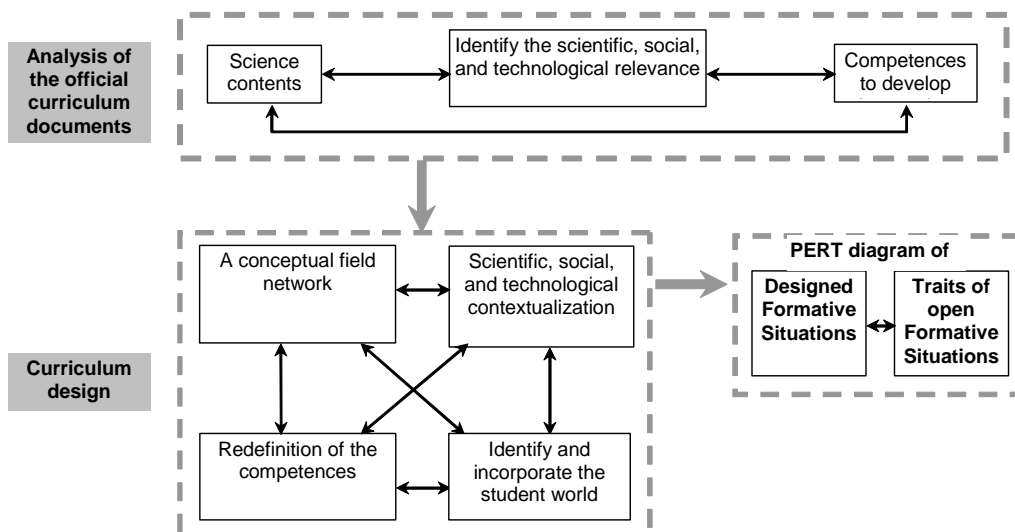 Analysis of
the official
curriculum
documents
Science
contents
Identify the scientific, social,
and technological relevance
Competences
to develop
Curriculum
design
A conceptual field
network
Scientific, social,
and technological
contextualization
Redefinition of the
competences
Identify and
incorporate the
student world
PERT diagram of
Designed
Formative
Situations
Traits of
open
Formative
Situations